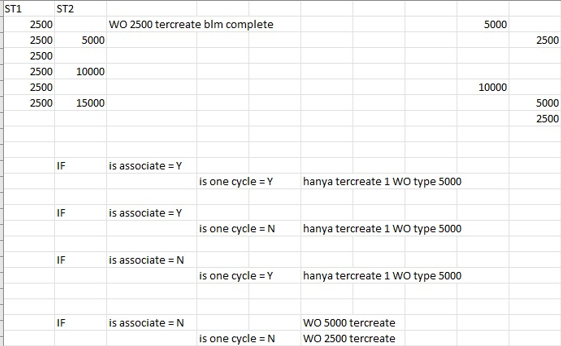 ST1 ST2
2500 WO 2500 tercreate blm complete 5000
2500 5000 2500
2500
2500 10000
2500 10000
2500 15000 5000
2500
IF is associate = Y
is one cycle = Y hanya tercreate 1 WO type 5000
IF is associate = Y
is one cycle = N hanya tercreate 1 WO type 5000
IF is associate = N
is one cycle = Y hanya tercreate 1 WO type 5000
IF is associate = N WO 5000 tercreate
is one cycle = N WO 2500 tercreate